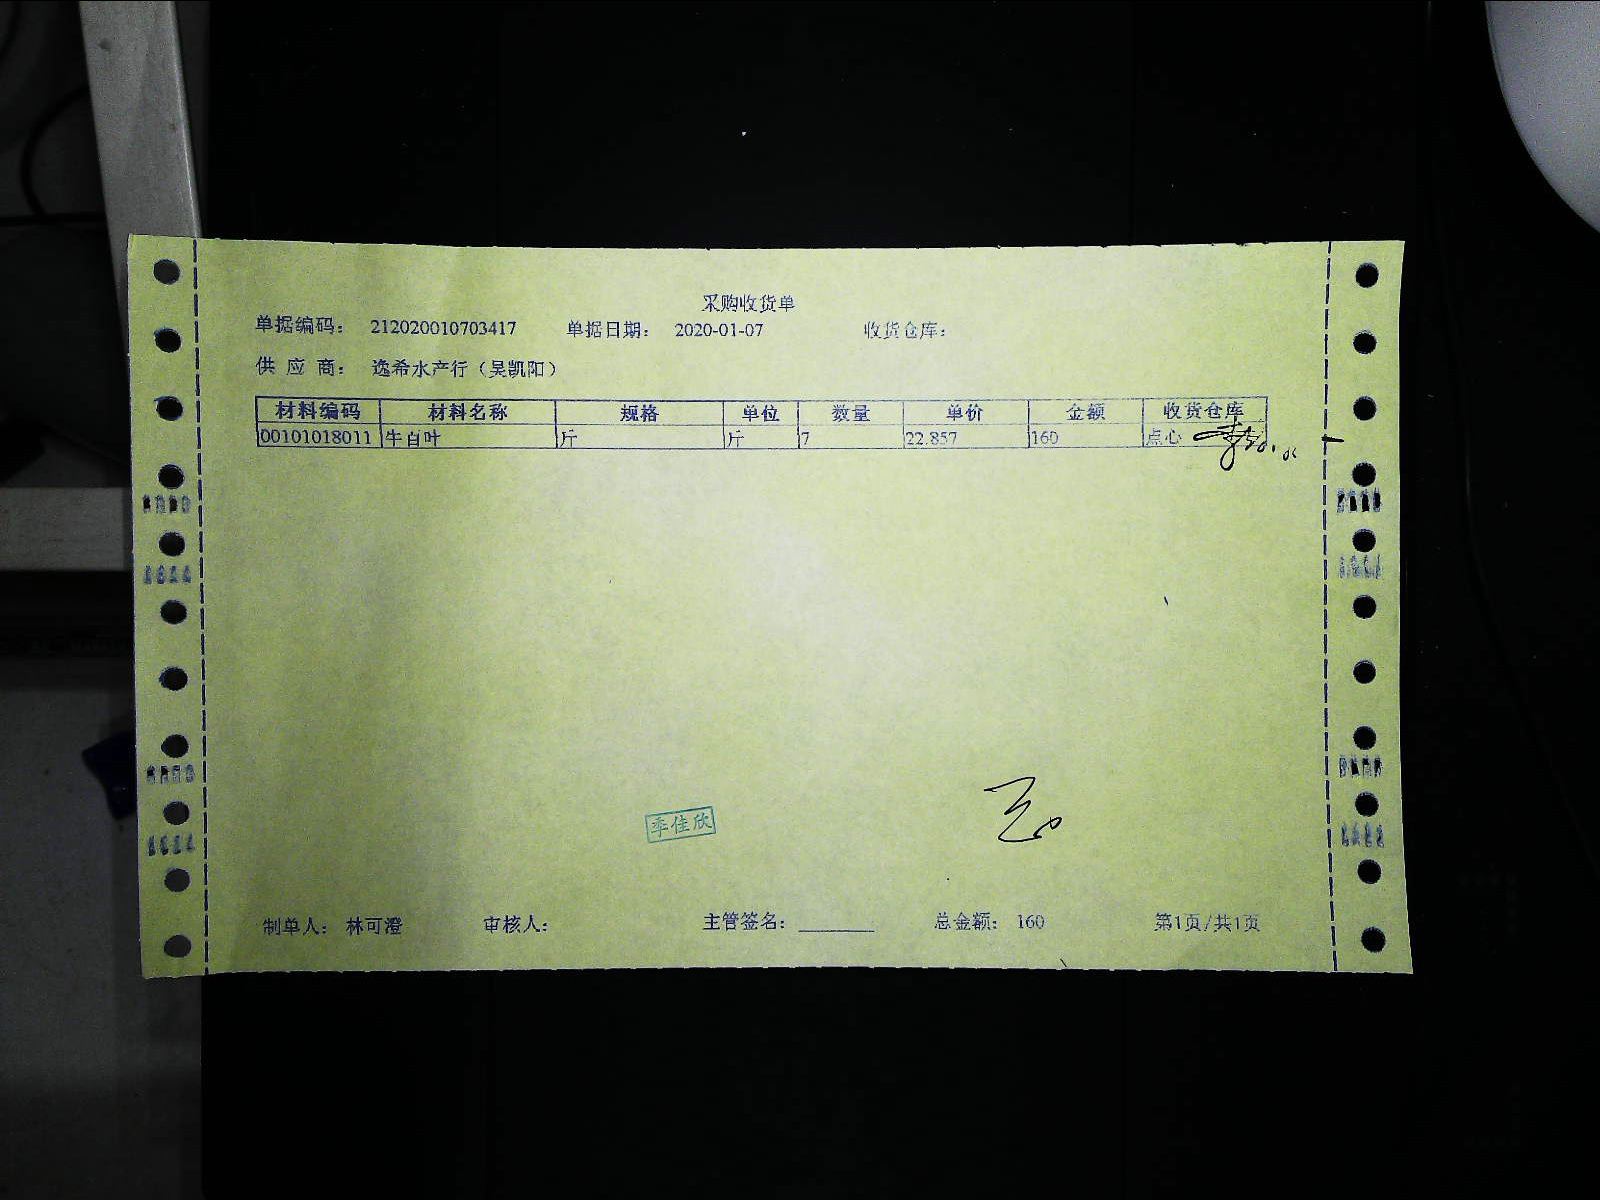 采购收货单
单据编码： 212020010703417 单据日期： 2020-01-07 收货仓库：
供 应 商： 逸希水产行（吴凯阳）
材料编码 材料名称 规格 单位 数量 单价 金额 收货仓库
00101018011 牛百叶 斤 斤 7 22.857 160 点心
季佳欣
制单人： 林可澄 审核人： 主管签名： 总金额： 160 第1页/共1页